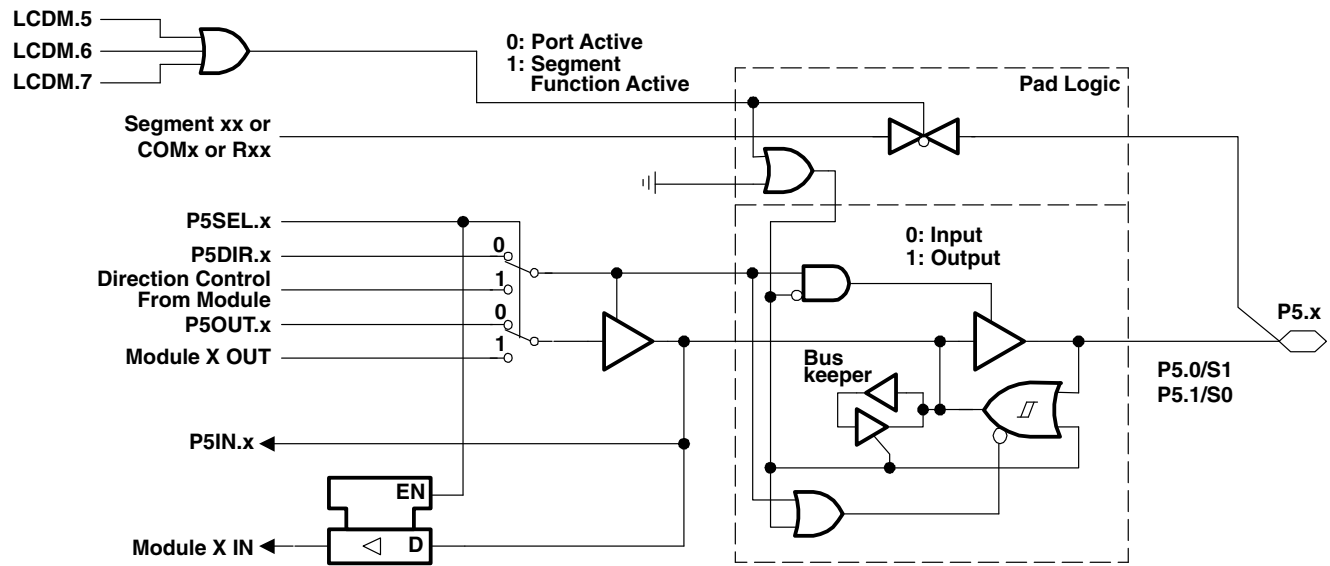 LCDM.5
LCDM.6
LCDM.7
0: Port Active
1: Segment
Function Active
Pad Logic
Segment xx or
COMx or Rxx
P5SEL.x
P5DIR.x
0
Direction Control
From Module
1
P5OUT.x
0
Module X OUT
1
0: Input
1: Output
P5.x
Bus
keeper
P5.0/S1
P5.1/S0
P5IN.x
EN
D
Module X IN